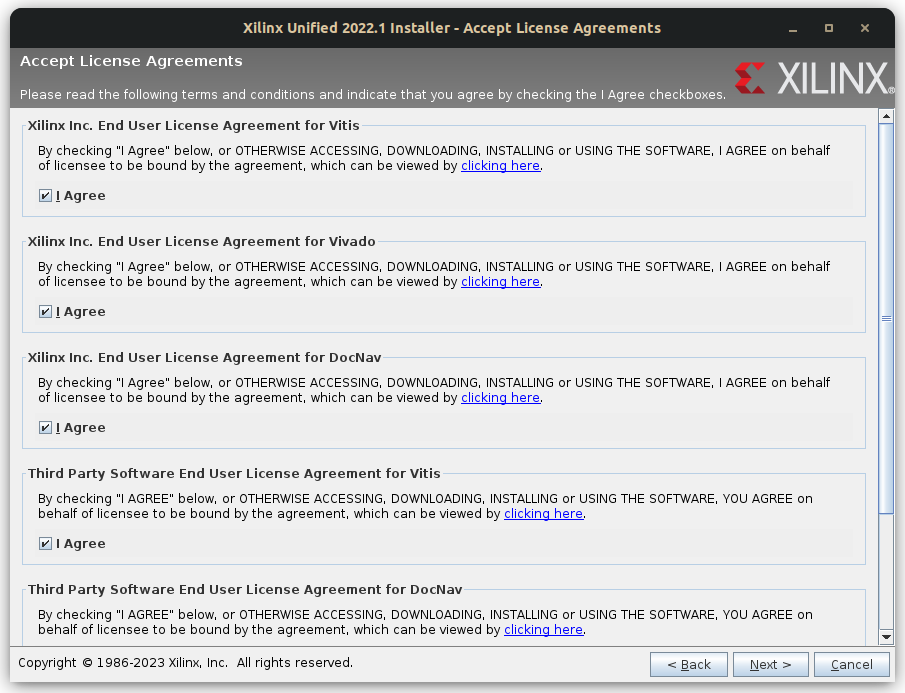 Xilinx Unified 2022.1 Installer - Accept License Agreements
Accept License Agreements
Please read the following terms and conditions and indicate that you agree by checking the I Agree checkboxes.
XILINX®
Xilinx Inc. End User License Agreement for Vitis
By checking "I Agree" below, or OTHERWISE ACCESSING, DOWNLOADING, INSTALLING or USING THE SOFTWARE, I AGREE on behalf
of licensee to be bound by the agreement, which can be viewed by clicking here.
I Agree
Xilinx Inc. End User License Agreement for Vivado
By checking "I Agree" below, or OTHERWISE ACCESSING, DOWNLOADING, INSTALLING or USING THE SOFTWARE, I AGREE on behalf
of licensee to be bound by the agreement, which can be viewed by clicking here.
I Agree
Xilinx Inc. End User License Agreement for DocNav
By checking "I Agree" below, or OTHERWISE ACCESSING, DOWNLOADING, INSTALLING or USING THE SOFTWARE, I AGREE on behalf
of licensee to be bound by the agreement, which can be viewed by clicking here.
I Agree
Third Party Software End User License Agreement for Vitis
By checking "I AGREE" below, or OTHERWISE ACCESSING, DOWNLOADING, INSTALLING or USING THE SOFTWARE, YOU AGREE on
behalf of licensee to be bound by the agreement, which can be viewed by clicking here.
I Agree
Third Party Software End User License Agreement for DocNav
By checking "I AGREE" below, or OTHERWISE ACCESSING, DOWNLOADING, INSTALLING or USING THE SOFTWARE, YOU AGREE on
behalf of licensee to be bound by the agreement, which can be viewed by clicking here.
Copyright © 1986-2023 Xilinx, Inc. All rights reserved.
< Back
Next >
Cancel